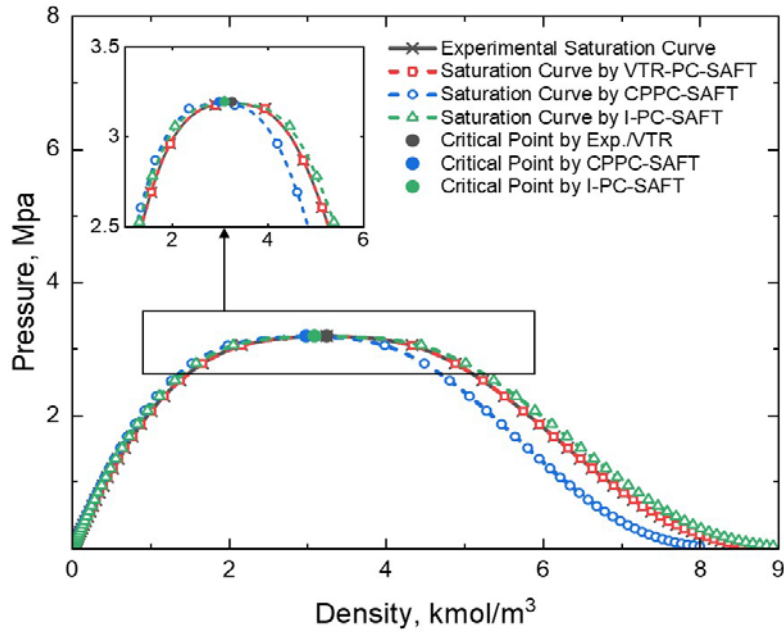 3.5
3
2.5
2
4
6
Experimental Saturation Curve
Saturation Curve by VTR-PC-SAFT
Saturation Curve by CPPC-SAFT
Saturation Curve by I-PC-SAFT
Critical Point by Exp./VTR
Critical Point by CPPC-SAFT
Critical Point by I-PC-SAFT
8
6
4
2
Pressure, Mpa
0
2
4
6
8
9
Density, kmol/m³